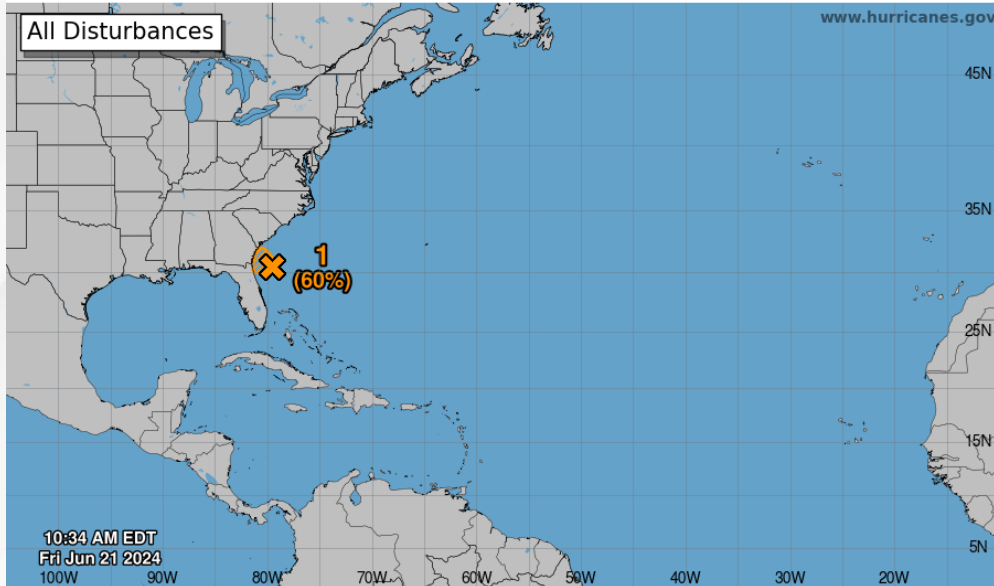 All Disturbances
www.hurricanes.gov
45N
35N
1
(60%)
25N
15N
10:34 AM EDT
Fri Jun 21 2024
5N
100W 90W 80W 70W 60W 50W 40W 30W 20W